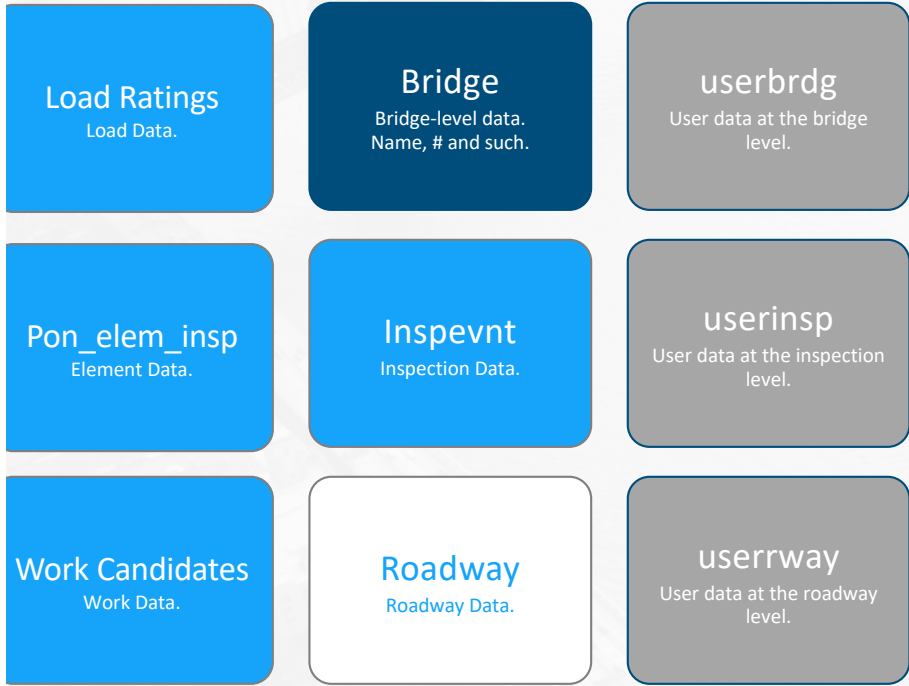 Load Ratings
Load Data.
Bridge
Bridge-level data.
Name, # and such.
userbrdg
User data at the bridge
level.
Pon_elem_insp
Element Data.
Inspevnt
Inspection Data.
userinsp
User data at the inspection
level.
Work Candidates
Work Data.
Roadway
Roadway Data.
userrway
User data at the roadway
level.